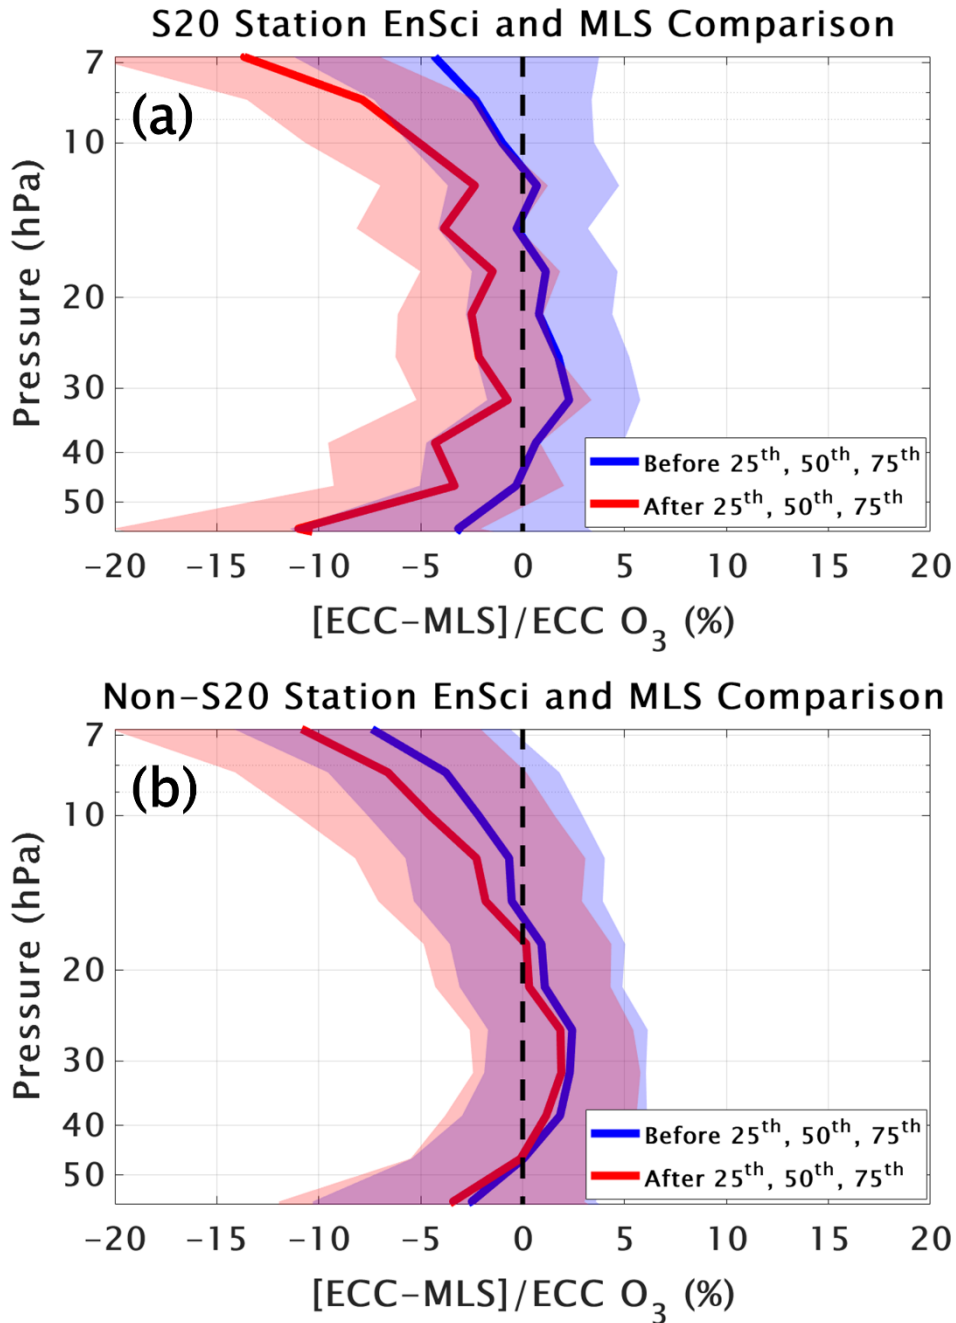 S20 Station EnSci and MLS Comparison
7
(a)
10
20
30
40
50
Pressure (hPa)
Before 25th, 50th, 75th
After 25th, 50th, 75th
−20 −15 −10 −5 0 5 10 15 20
[ECC−MLS]/ECC O3 (%)
Non−S20 Station EnSci and MLS Comparison
7
(b)
10
20
30
40
50
Pressure (hPa)
Before 25th, 50th, 75th
After 25th, 50th, 75th
−20 −15 −10 −5 0 5 10 15 20
[ECC−MLS]/ECC O3 (%)